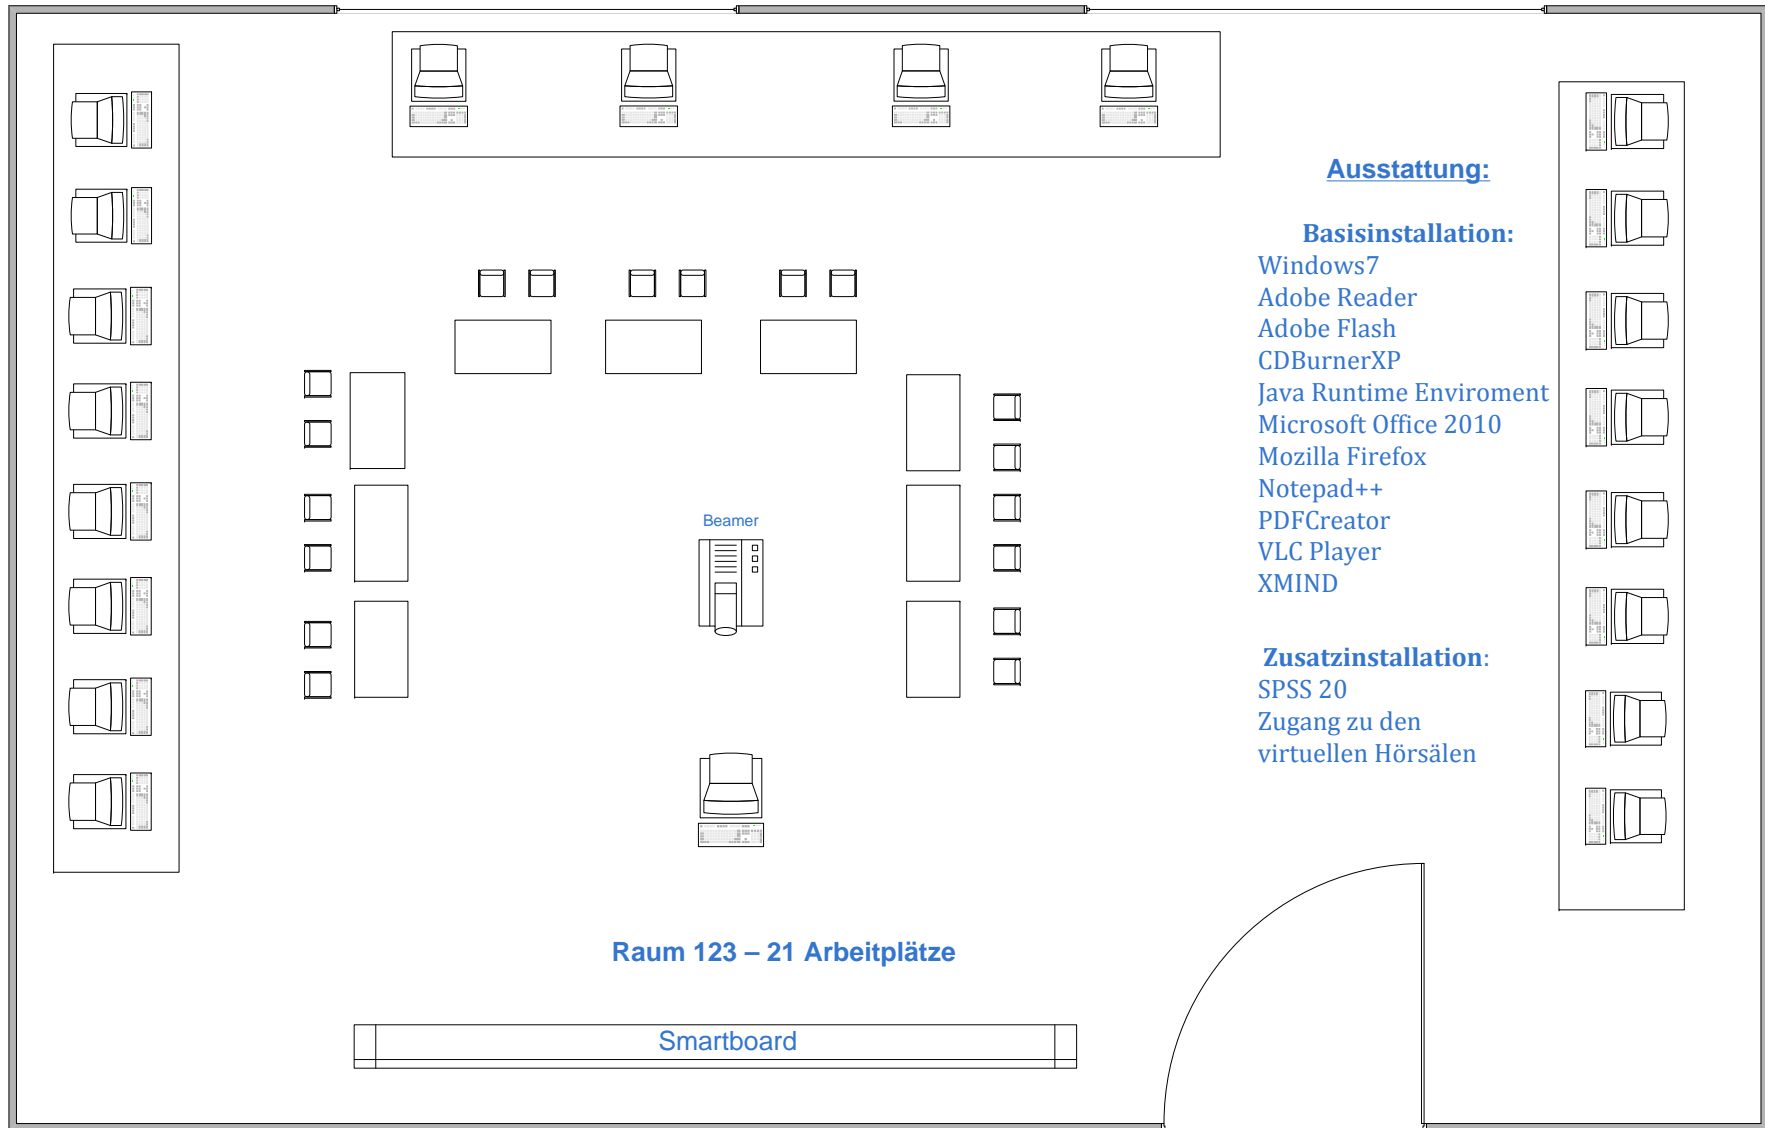 Ausstattung:
Basisinstallation:
Windows7
Adobe Reader
Adobe Flash
CDBurnerXP
Java Runtime Enviroment
Microsoft Office 2010
Mozilla Firefox
Notepad++
PDFCreator
VLC Player
XMIND
Zusatzinstallation:
SPSS 20
Zugang zu den
virtuellen Hörsälen
Beamer
Raum 123 – 21 Arbeitplätze
Smartboard